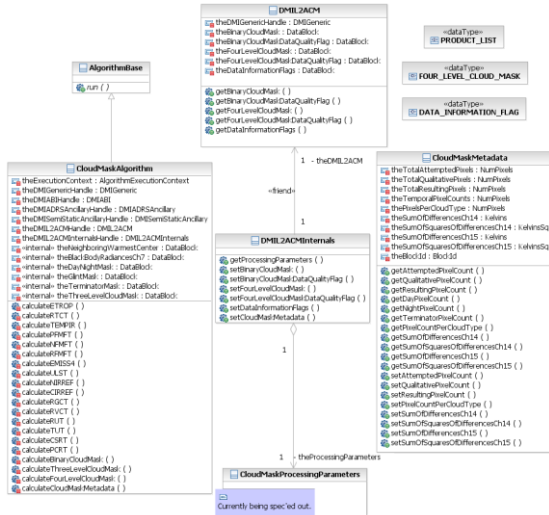 DMIL2ACM
theDMIGenericHandle : DMIGeneric
theBinaryCloudMask : DataBlock
theBinaryCloudMaskDataQualityFlag : DataBlock
theFourLevelCloudMask : DataBlock
theFourLevelCloudMaskDataQualityFlag : DataBlock
theDataInformationFlags : DataBlock
getBinaryCloudMask ( )
getBinaryCloudMaskDataQualityFlag ( )
getFourLevelCloudMask ( )
getFourLevelCloudMaskDataQualityFlag ( )
getDataInformationFlags ( )
«dataType»
PRODUCT_LIST
«dataType»
FOUR_LEVEL_CLOUD_MASK
«dataType»
DATA_INFORMATION_FLAG
AlgorithmBase
run ( )
CloudMaskAlgorithm
theExecutionContext : AlgorithmExecutionContext
theDMIGenericHandle : DMIGeneric
theDMIABIHandle : DMIABI
theDMIADRSAncillaryHandle : DMIADRSAncillary
theDMISemiStaticAncillaryHandle : DMISemiStaticAncillary
theDMIL2ACMHandle : DMIL2ACM
theDMIL2ACMInternalsHandle : DMIL2ACMInternals
«internal» theNeighboringWarmestCenter : DataBlock
«internal» theBlackBodyRadiancesCh7 : DataBlock
«internal» theDayNightMask : DataBlock
«internal» theGlintMask : DataBlock
«internal» theTerminatorMask : DataBlock
«internal» theThreeLevelCloudMask : DataBlock
calculateETROP ( )
calculateRTCT ( )
calculateTEMPIR ( )
calculatePFMFT ( )
calculateNFMFT ( )
calculateRFMFT ( )
calculateEMISS4 ( )
calculateULST ( )
calculateNIRREF ( )
calculateCIRREF ( )
calculateRGCT ( )
calculateRVCT ( )
calculateRUT ( )
calculateTUT ( )
calculateCSRT ( )
calculatePCRT ( )
calculateBinaryCloudMask ( )
calculateThreeLevelCloudMask ( )
calculateFourLevelCloudMask ( )
calculateCloudMaskMetadata ( )
1 - theDMIL2ACM
«friend»
1
DMIL2ACMInternals
getProcessingParameters ( )
setBinaryCloudMask ( )
setBinaryCloudMaskDataQualityFlag ( )
setFourLevelCloudMask ( )
setFourLevelCloudMaskDataQualityFlag ( )
setDataInformationFlags ( )
setCloudMaskMetadata ( )
1
1 - theProcessingParameters
CloudMaskProcessingParameters
Currently being spec'ed out.
CloudMaskMetadata
theTotalAttemptedPixels : NumPixels
theTotalQualitativePixels : NumPixels
theTotalResultingPixels : NumPixels
theTemporalPixelCounts : NumPixels
thePixelsPerCloudType : NumPixels
theSumOfDifferencesCh14 : Kelvins
theSumOfSquaresOfDifferencesCh14 : KelvinsSq
theSumOfDifferencesCh15 : Kelvins
theSumOfSquaresOfDifferencesCh15 : KelvinsSq
theBlockId : BlockId
getAttemptedPixelCount ( )
getQualitativePixelCount ( )
getResultingPixelCount ( )
getDayPixelCount ( )
getNightPixelCount ( )
getTerminatorPixelCount ( )
getPixelCountPerCloudType ( )
getSumOfDifferencesCh14 ( )
getSumOfSquaresOfDifferencesCh14 ( )
getSumOfDifferencesCh15 ( )
getSumOfSquaresOfDifferencesCh15 ( )
setAttemptedPixelCount ( )
setQualitativePixelCount ( )
setResultingPixelCount ( )
setPixelCountPerCloudType ( )
setSumOfDifferencesCh14 ( )
setSumOfSquaresOfDifferencesCh14 ( )
setSumOfDifferencesCh15 ( )
setSumOfSquaresOfDifferencesCh15 ( )